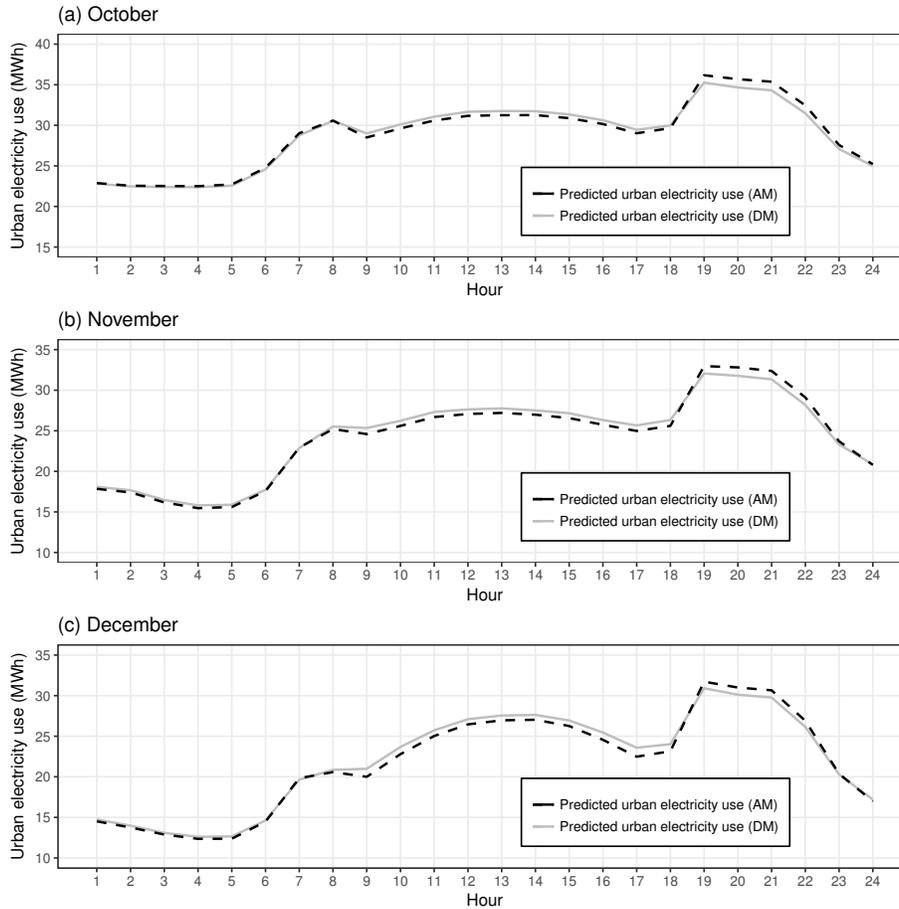 (a) October
Urban electricity use (MWh)
40
35
30
25
20
15
Predicted urban electricity use (AM)
Predicted urban electricity use (DM)
1 2 3 4 5 6 7 8 9 10 11 12 13 14 15 16 17 18 19 20 21 22 23 24
Hour
(b) November
Urban electricity use (MWh)
35
30
25
20
15
10
Predicted urban electricity use (AM)
Predicted urban electricity use (DM)
1 2 3 4 5 6 7 8 9 10 11 12 13 14 15 16 17 18 19 20 21 22 23 24
Hour
(c) December
Urban electricity use (MWh)
35
30
25
20
15
10
Predicted urban electricity use (AM)
Predicted urban electricity use (DM)
1 2 3 4 5 6 7 8 9 10 11 12 13 14 15 16 17 18 19 20 21 22 23 24
Hour